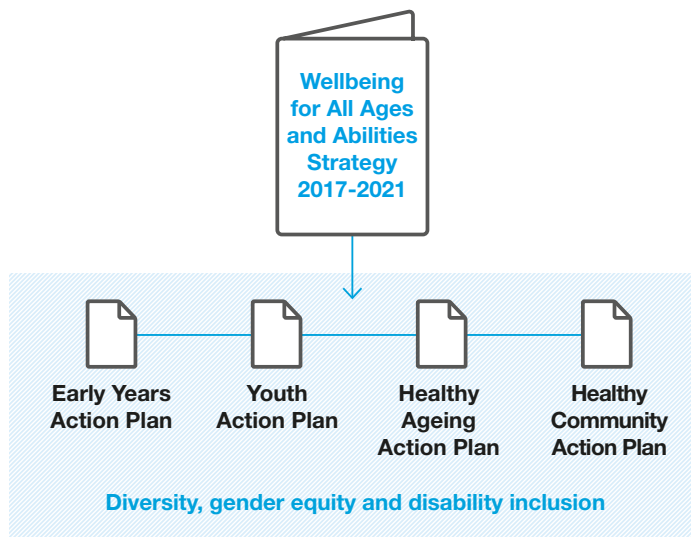 Wellbeing
for All Ages
and Abilities
Strategy
2017-2021
Early Years
Action Plan
Youth
Action Plan
Healthy
Ageing
Action Plan
Healthy
Community
Action Plan
Diversity, gender equity and disability inclusion